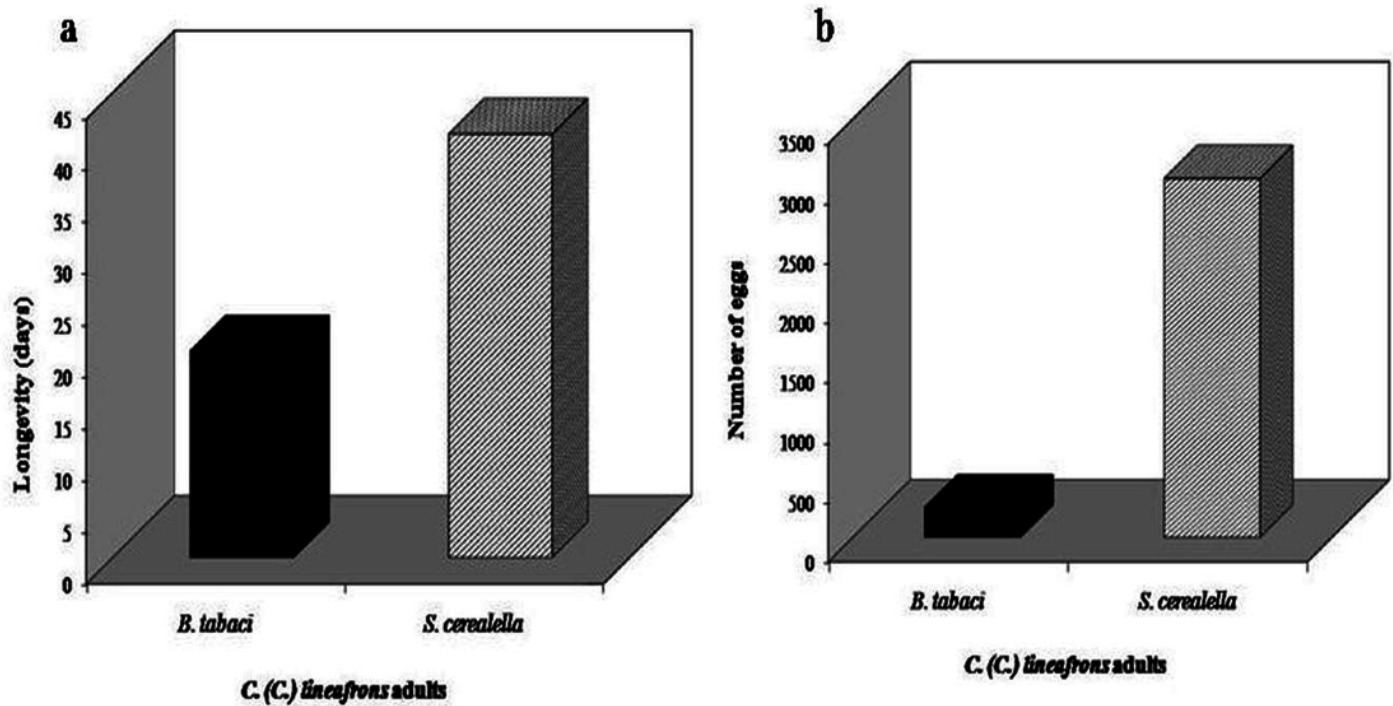 a
45
40
35
30
25
20
15
10
5
0
Longevity (days)
B. tabaci
S. cerealella
C. (C.) lineafrons adults
b
3500
3000
2500
2000
1500
1000
500
0
Number of eggs
B. tabaci
S. cerealella
C. (C.) lineafrons adults